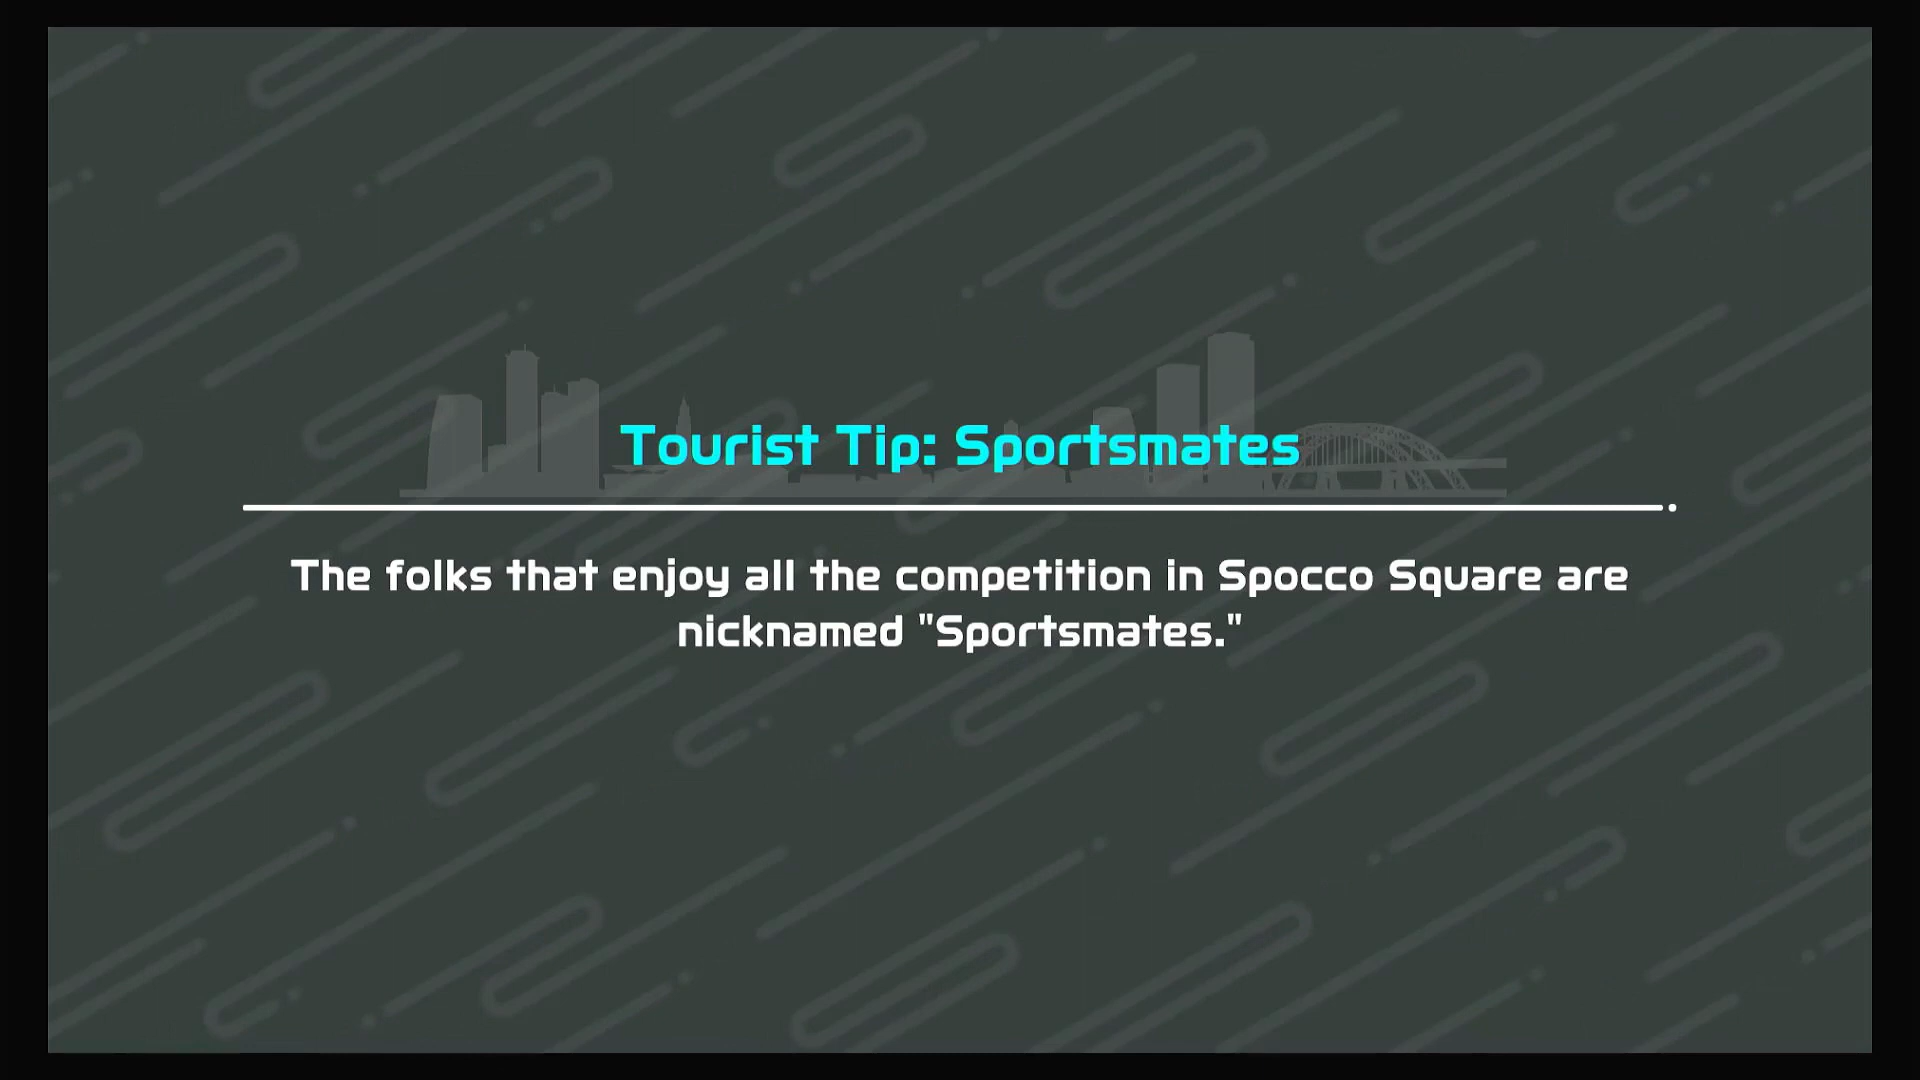 Tourist Tip: Sportsmates
The folks that enjoy all the competition in Spocco Square are
nicknamed "Sportsmates."